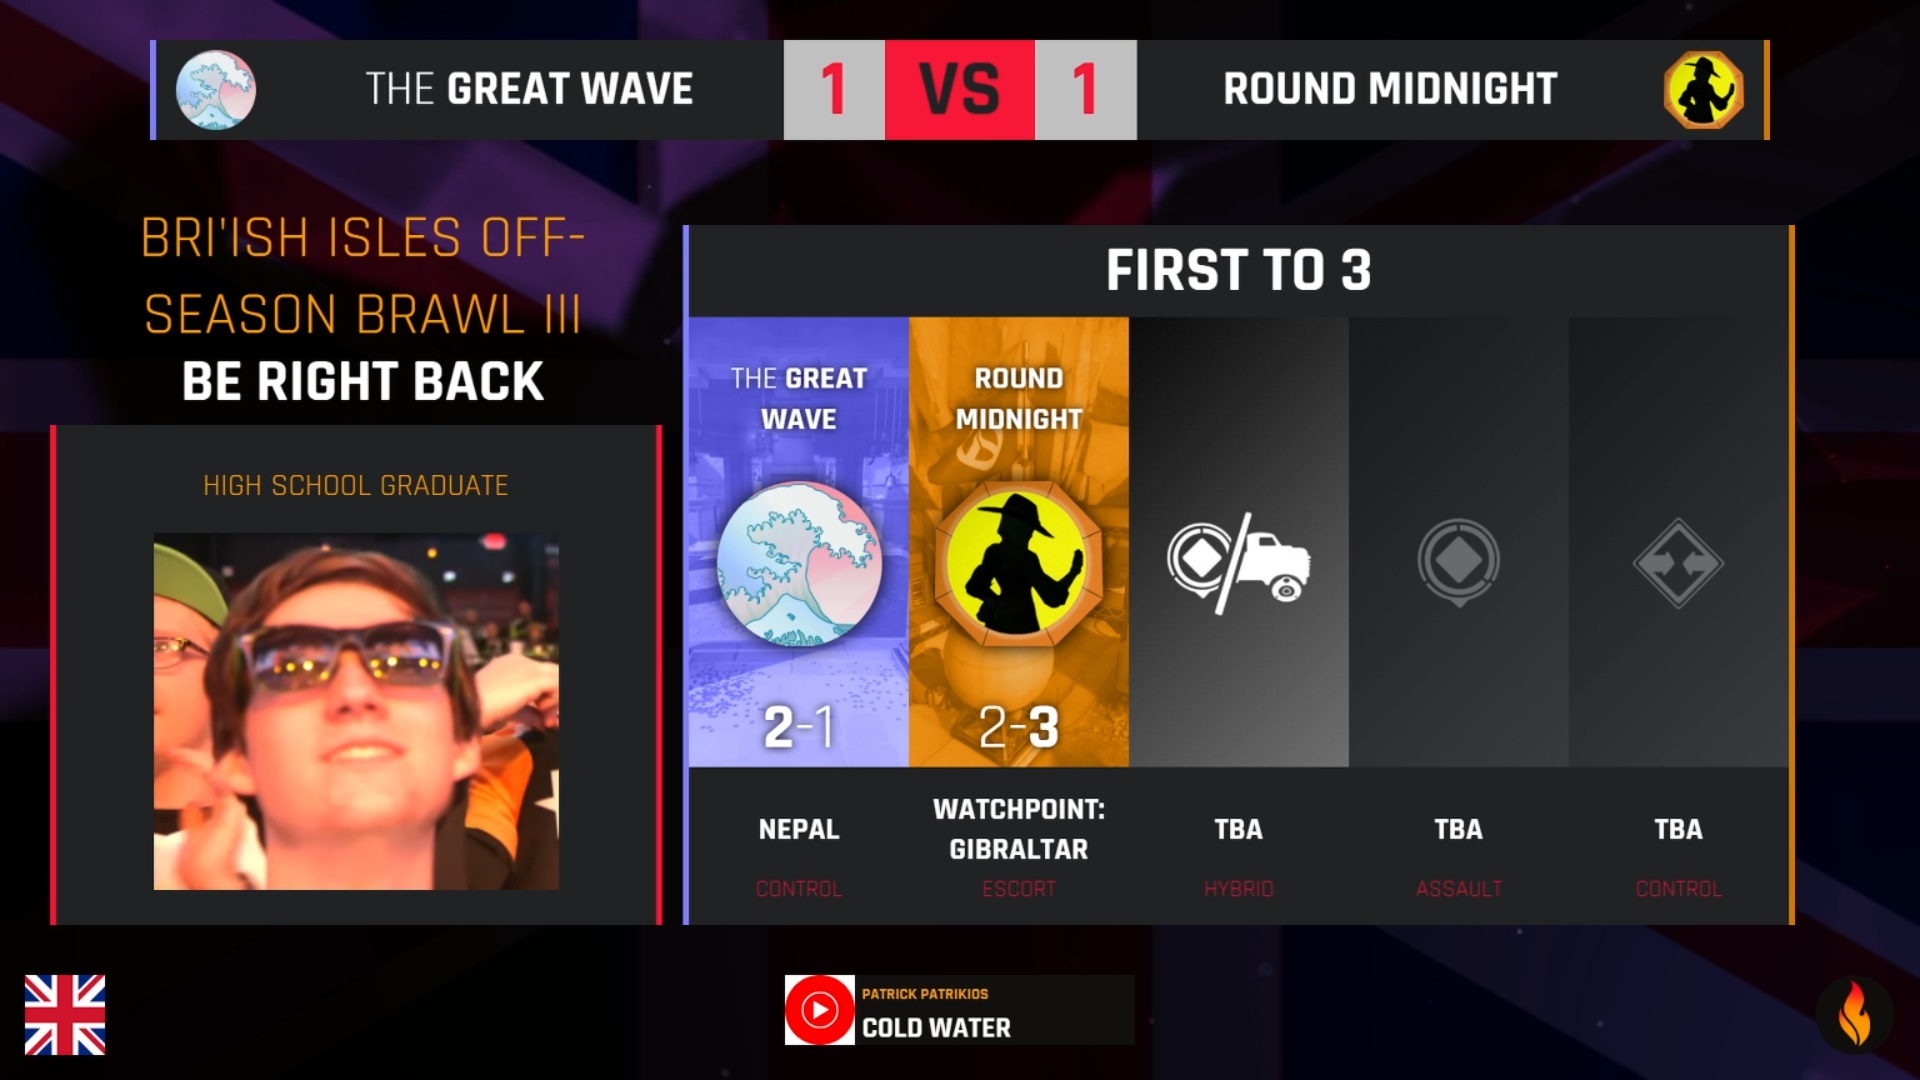 THE GREAT WAVE
1 VS 1
ROUND MIDNIGHT
BRI'ISH ISLES OFF-
SEASON BRAWL III
BE RIGHT BACK
HIGH SCHOOL GRADUATE
FIRST TO 3
THE GREAT
WAVE
2-1
NEPAL
CONTROL
ROUND
MIDNIGHT
2-3
WATCHPOINT:
GIBRALTAR
ESCORT
TBA
HYBRID
TBA
ASSAULT
TBA
CONTROL
PATRICK PATRIKIOS
COLD WATER